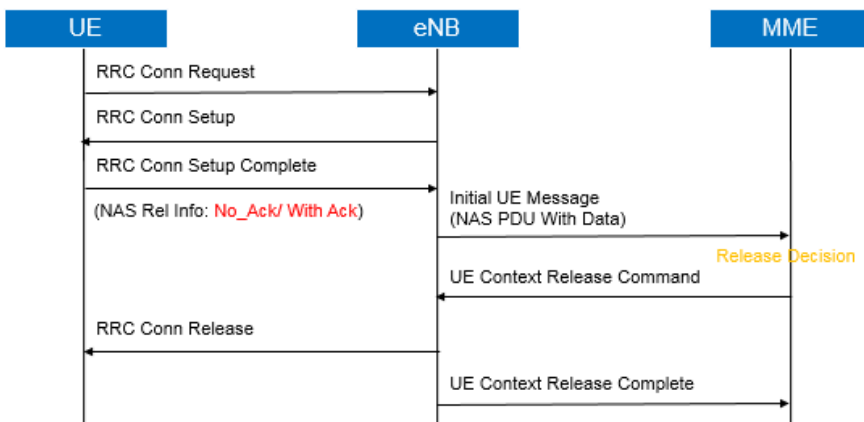 UE
eNB
MME
RRC Conn Request
RRC Conn Setup
RRC Conn Setup Complete
(NAS Rel Info: No_Ack/ With Ack)
Initial UE Message
(NAS PDU With Data)
Release Decision
UE Context Release Command
RRC Conn Release
UE Context Release Complete